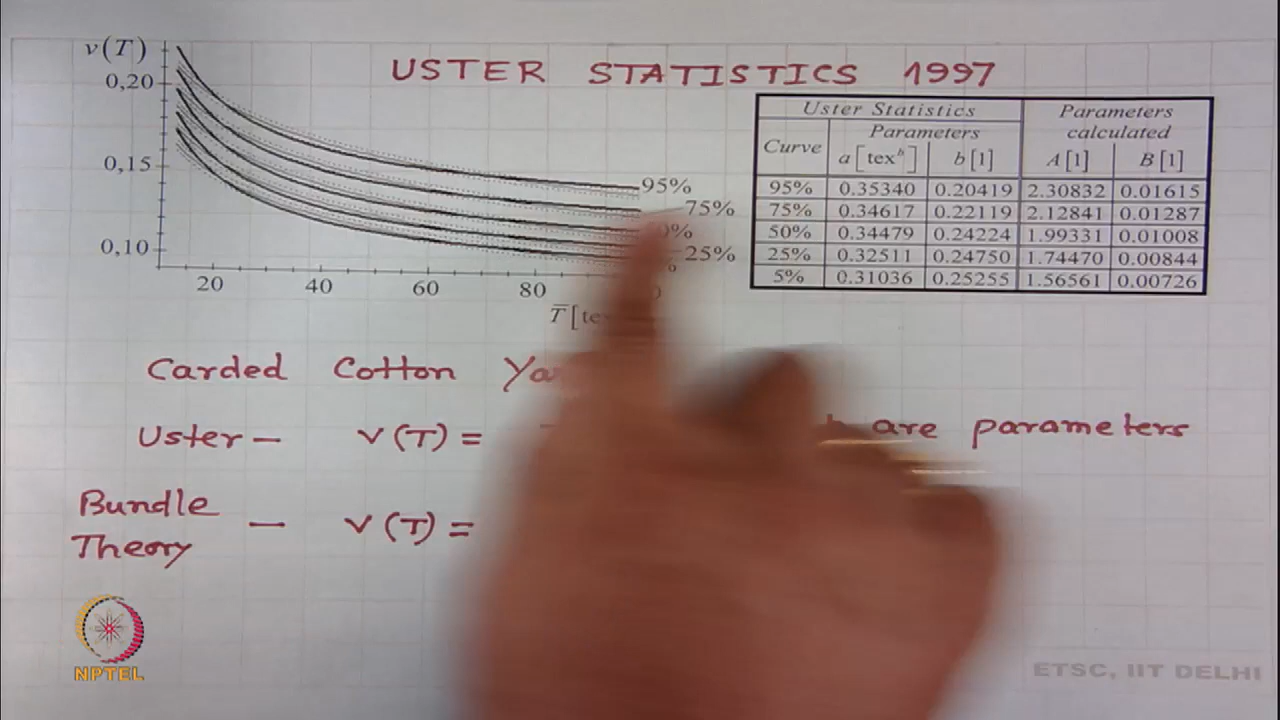 USTER STATISTICS 1997
v(T)
0,20
0,15
0,10
20 40 60 80
T̅ [te
95%
75%
0%
25%
%
Uster Statistics Parameters calculated
Curve Parameters
a [tex^b] b [1] A [1] B [1]
95% 0.35340 0.20419 2.30832 0.01615
75% 0.34617 0.22119 2.12841 0.01287
50% 0.34479 0.24224 1.99331 0.01008
25% 0.32511 0.24750 1.74470 0.00844
5% 0.31036 0.25255 1.56561 0.00726
Carded Cotton
Uster – v(T) = are parameters
Bundle Theory – v(T) =
NPTEL
ETSC, IIT DELHI